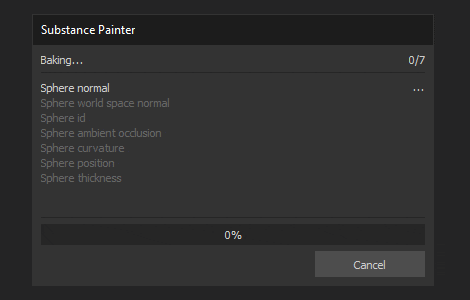 Substance Painter
Baking... 0/7
Sphere normal ...
Sphere world space normal
Sphere id
Sphere ambient occlusion
Sphere curvature
Sphere position
Sphere thickness
0%
Cancel